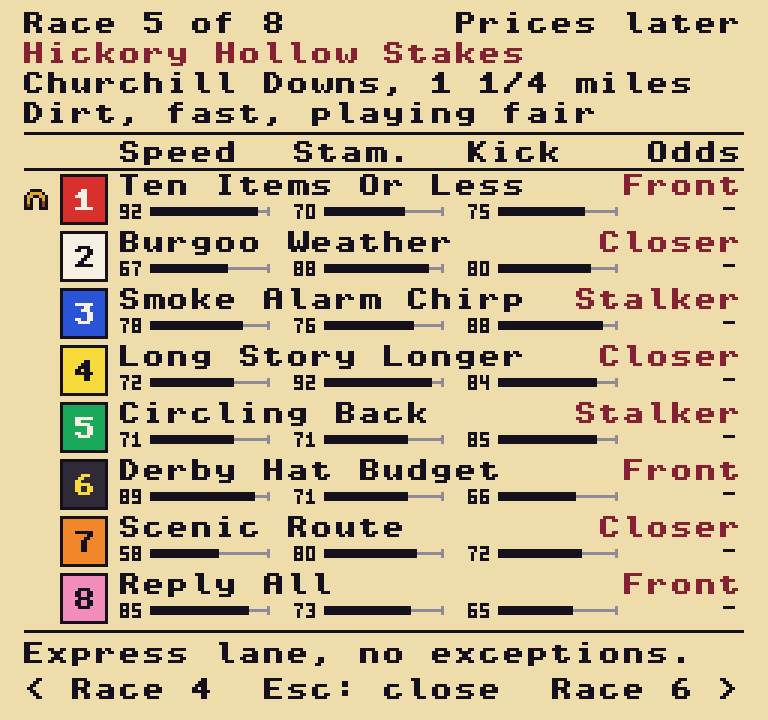 Race 5 of 8 Prices later
Hickory Hollow Stakes
Churchill Downs, 1 1/4 miles
Dirt, fast, playing fair
Speed Stam. Kick Odds
1 Ten Items Or Less Front
92 70 75 -
2 Burgoo Weather Closer
67 88 80 -
3 Smoke Alarm Chirp Stalker
78 76 88 -
4 Long Story Longer Closer
72 92 84 -
5 Circling Back Stalker
71 71 85 -
6 Derby Hat Budget Front
89 71 66 -
7 Scenic Route Closer
58 80 72 -
8 Reply All Front
85 73 65 -
Express lane, no exceptions.
< Race 4 Esc: close Race 6 >